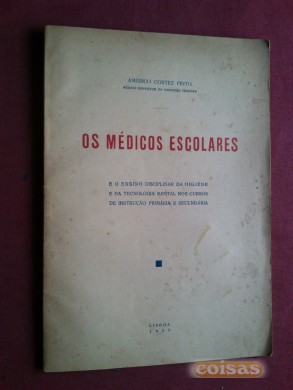 AMÉRICO CORTEZ PINTO
OS MÉDICOS ESCOLARES
E O ENSINO DISCIPLINAR DA HIGIENE
E DA TECNOLOGIA MENTAL NOS CURSOS
DE INSTRUÇÃO PRIMÁRIA E SECUNDÁRIA
LISBOA
coisas